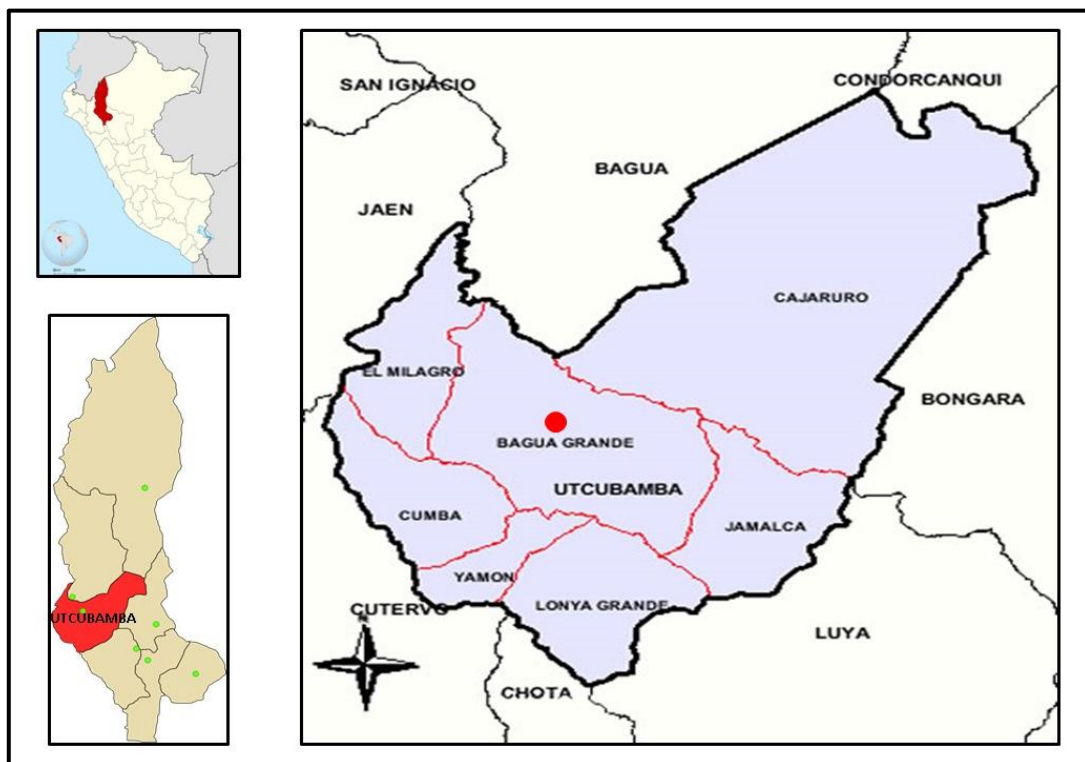 SAN IGNACIO
CONDORCANQUI
BAGUA
JAEN
CAJARURO
EL MILAGRO
BONGARA
BAGUA GRANDE
UTCUBAMBA
CUMBA
JAMALCA
YAMON
LONYA GRANDE
CUTERVO
N
LUYA
CHOTA
UTCUBAMBA